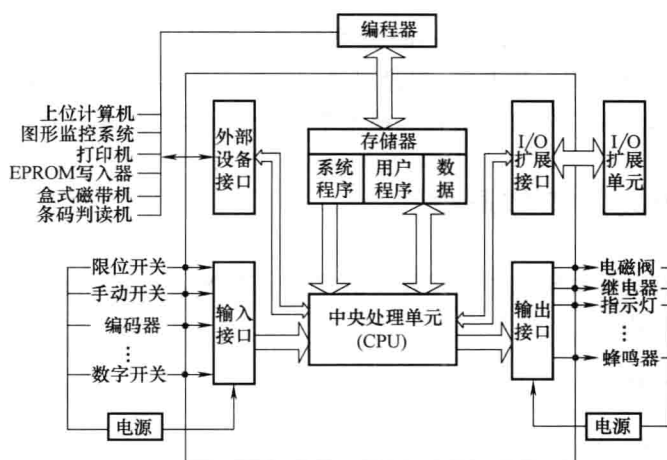 编程器
上位计算机
图形监控系统
打印机
EPROM写入器
盒式磁带机
条码判读机
外部
设备
接口
存储器
系统
程序
用户
程序
数
据
I/O
扩展
接口
I/O
扩展
单元
限位开关
手动开关
编码器
…
数字开关
电源
输入
接口
中央处理单元
(CPU)
输出
接口
电磁阀
继电器
指示灯
…
蜂鸣器
电源